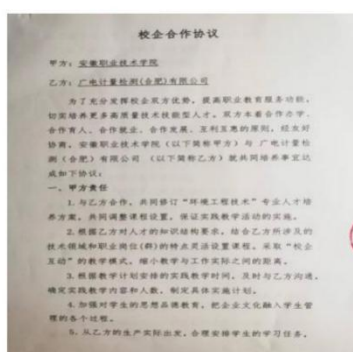 校企合作协议
甲方：安徽职业技术学院
乙方：广电计量检测(合肥)有限公司
为了充分发挥校企双方优势，提高职业教育服务功能，
切实培养更多高质量技术技能型人才，双方本着合作办学、
合作育人、合作就业、合作发展、互利互惠的原则，经友好
协商，安徽职业技术学院（以下简称甲方）与 广电计量检
测（合肥）有限公司 （以下简称乙方）就共同培养事宜达
成如下协议：
一、甲方责任
1.与乙方合作，共同修订“环境工程技术”专业人才培
养方案，共同调整课程设置，保证实践教学活动的实施。
2.根据乙方对人才的知识结构要求，结合乙方所涉及的
技术领域和职业岗位(群)的特点灵活设置课程，采取“校企
互动”的教学模式，缩小教学与工作实际之间的距离。
3.根据教学计划安排的实践教学时间，及时与乙方沟通，
确定实践教学内容和人数，制定具体实施计划。
4.加强对学生的思想品德教育，把企业文化融入学生管
理的各个过程。
5.从乙方的生产实际出发，合理安排学生的学习任务，